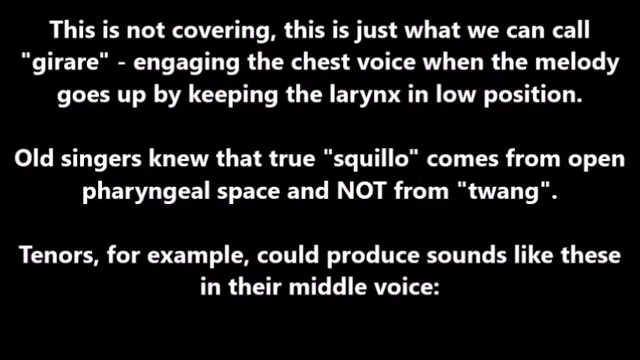 This is not covering, this is just what we can call
"girare" - engaging the chest voice when the melody
goes up by keeping the larynx in low position.
Old singers knew that true "squillo" comes from open
pharyngeal space and NOT from "twang".
Tenors, for example, could produce sounds like these
in their middle voice: